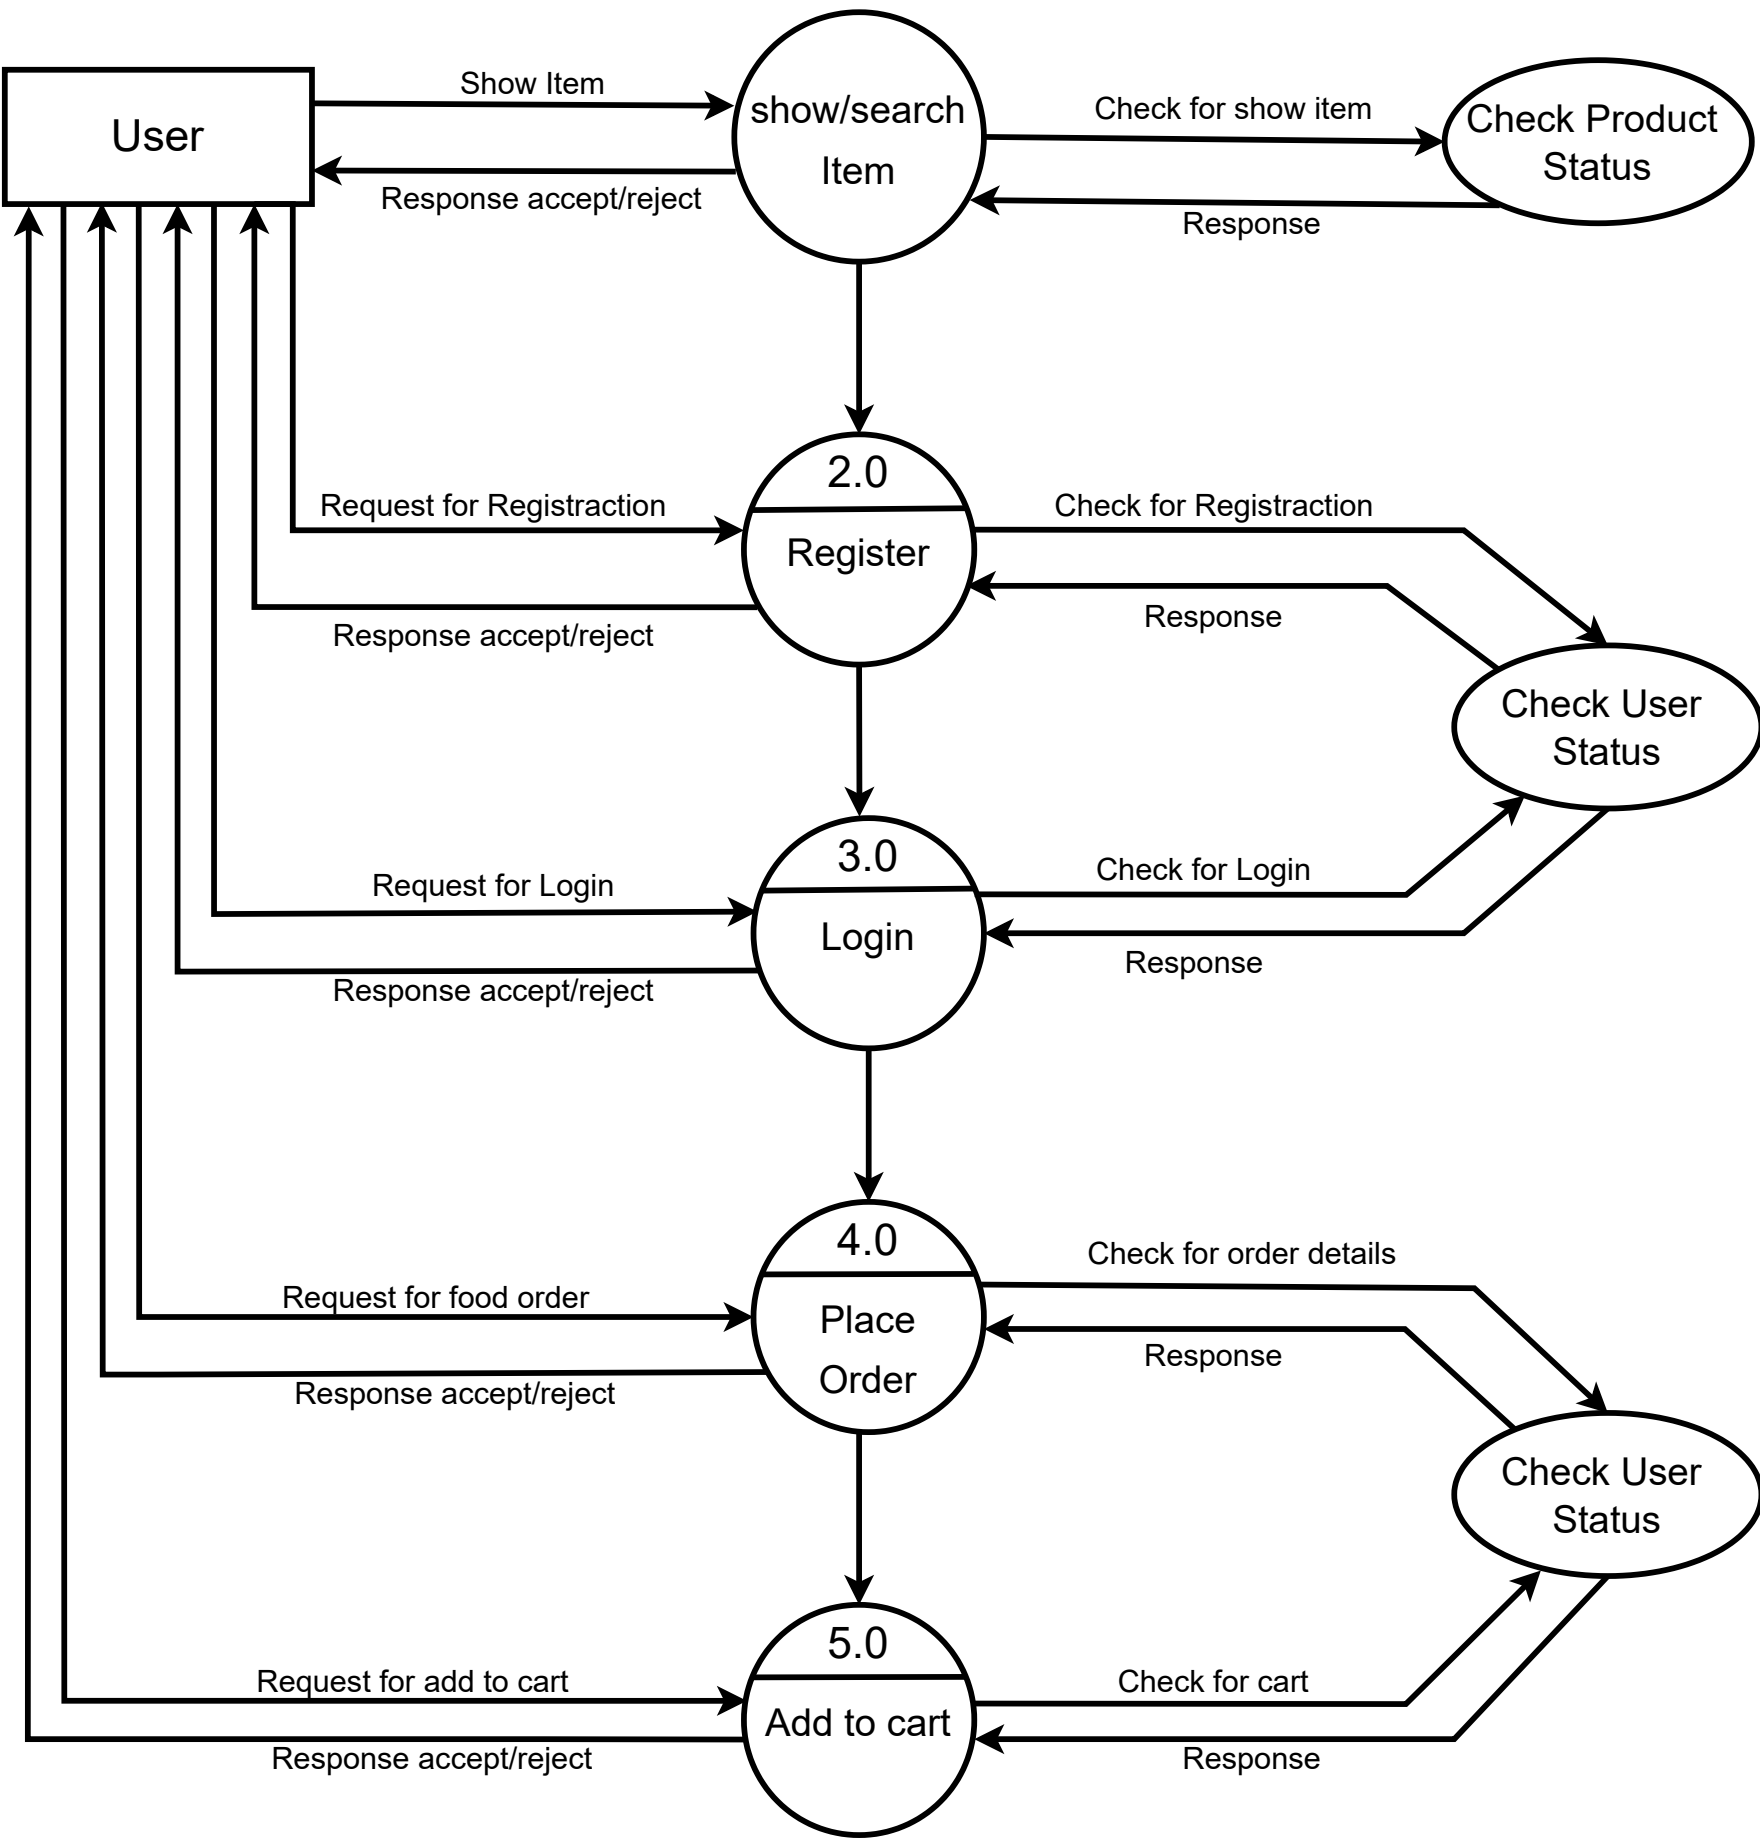 User
Show Item
Response accept/reject
show/search
Item
Check for show item
Response
Check Product
Status
2.0
Register
Request for Registraction
Response accept/reject
Check for Registraction
Response
Check User
Status
3.0
Login
Request for Login
Response accept/reject
Check for Login
Response
4.0
Place
Order
Request for food order
Response accept/reject
Check for order details
Response
Check User
Status
5.0
Add to cart
Request for add to cart
Response accept/reject
Check for cart
Response